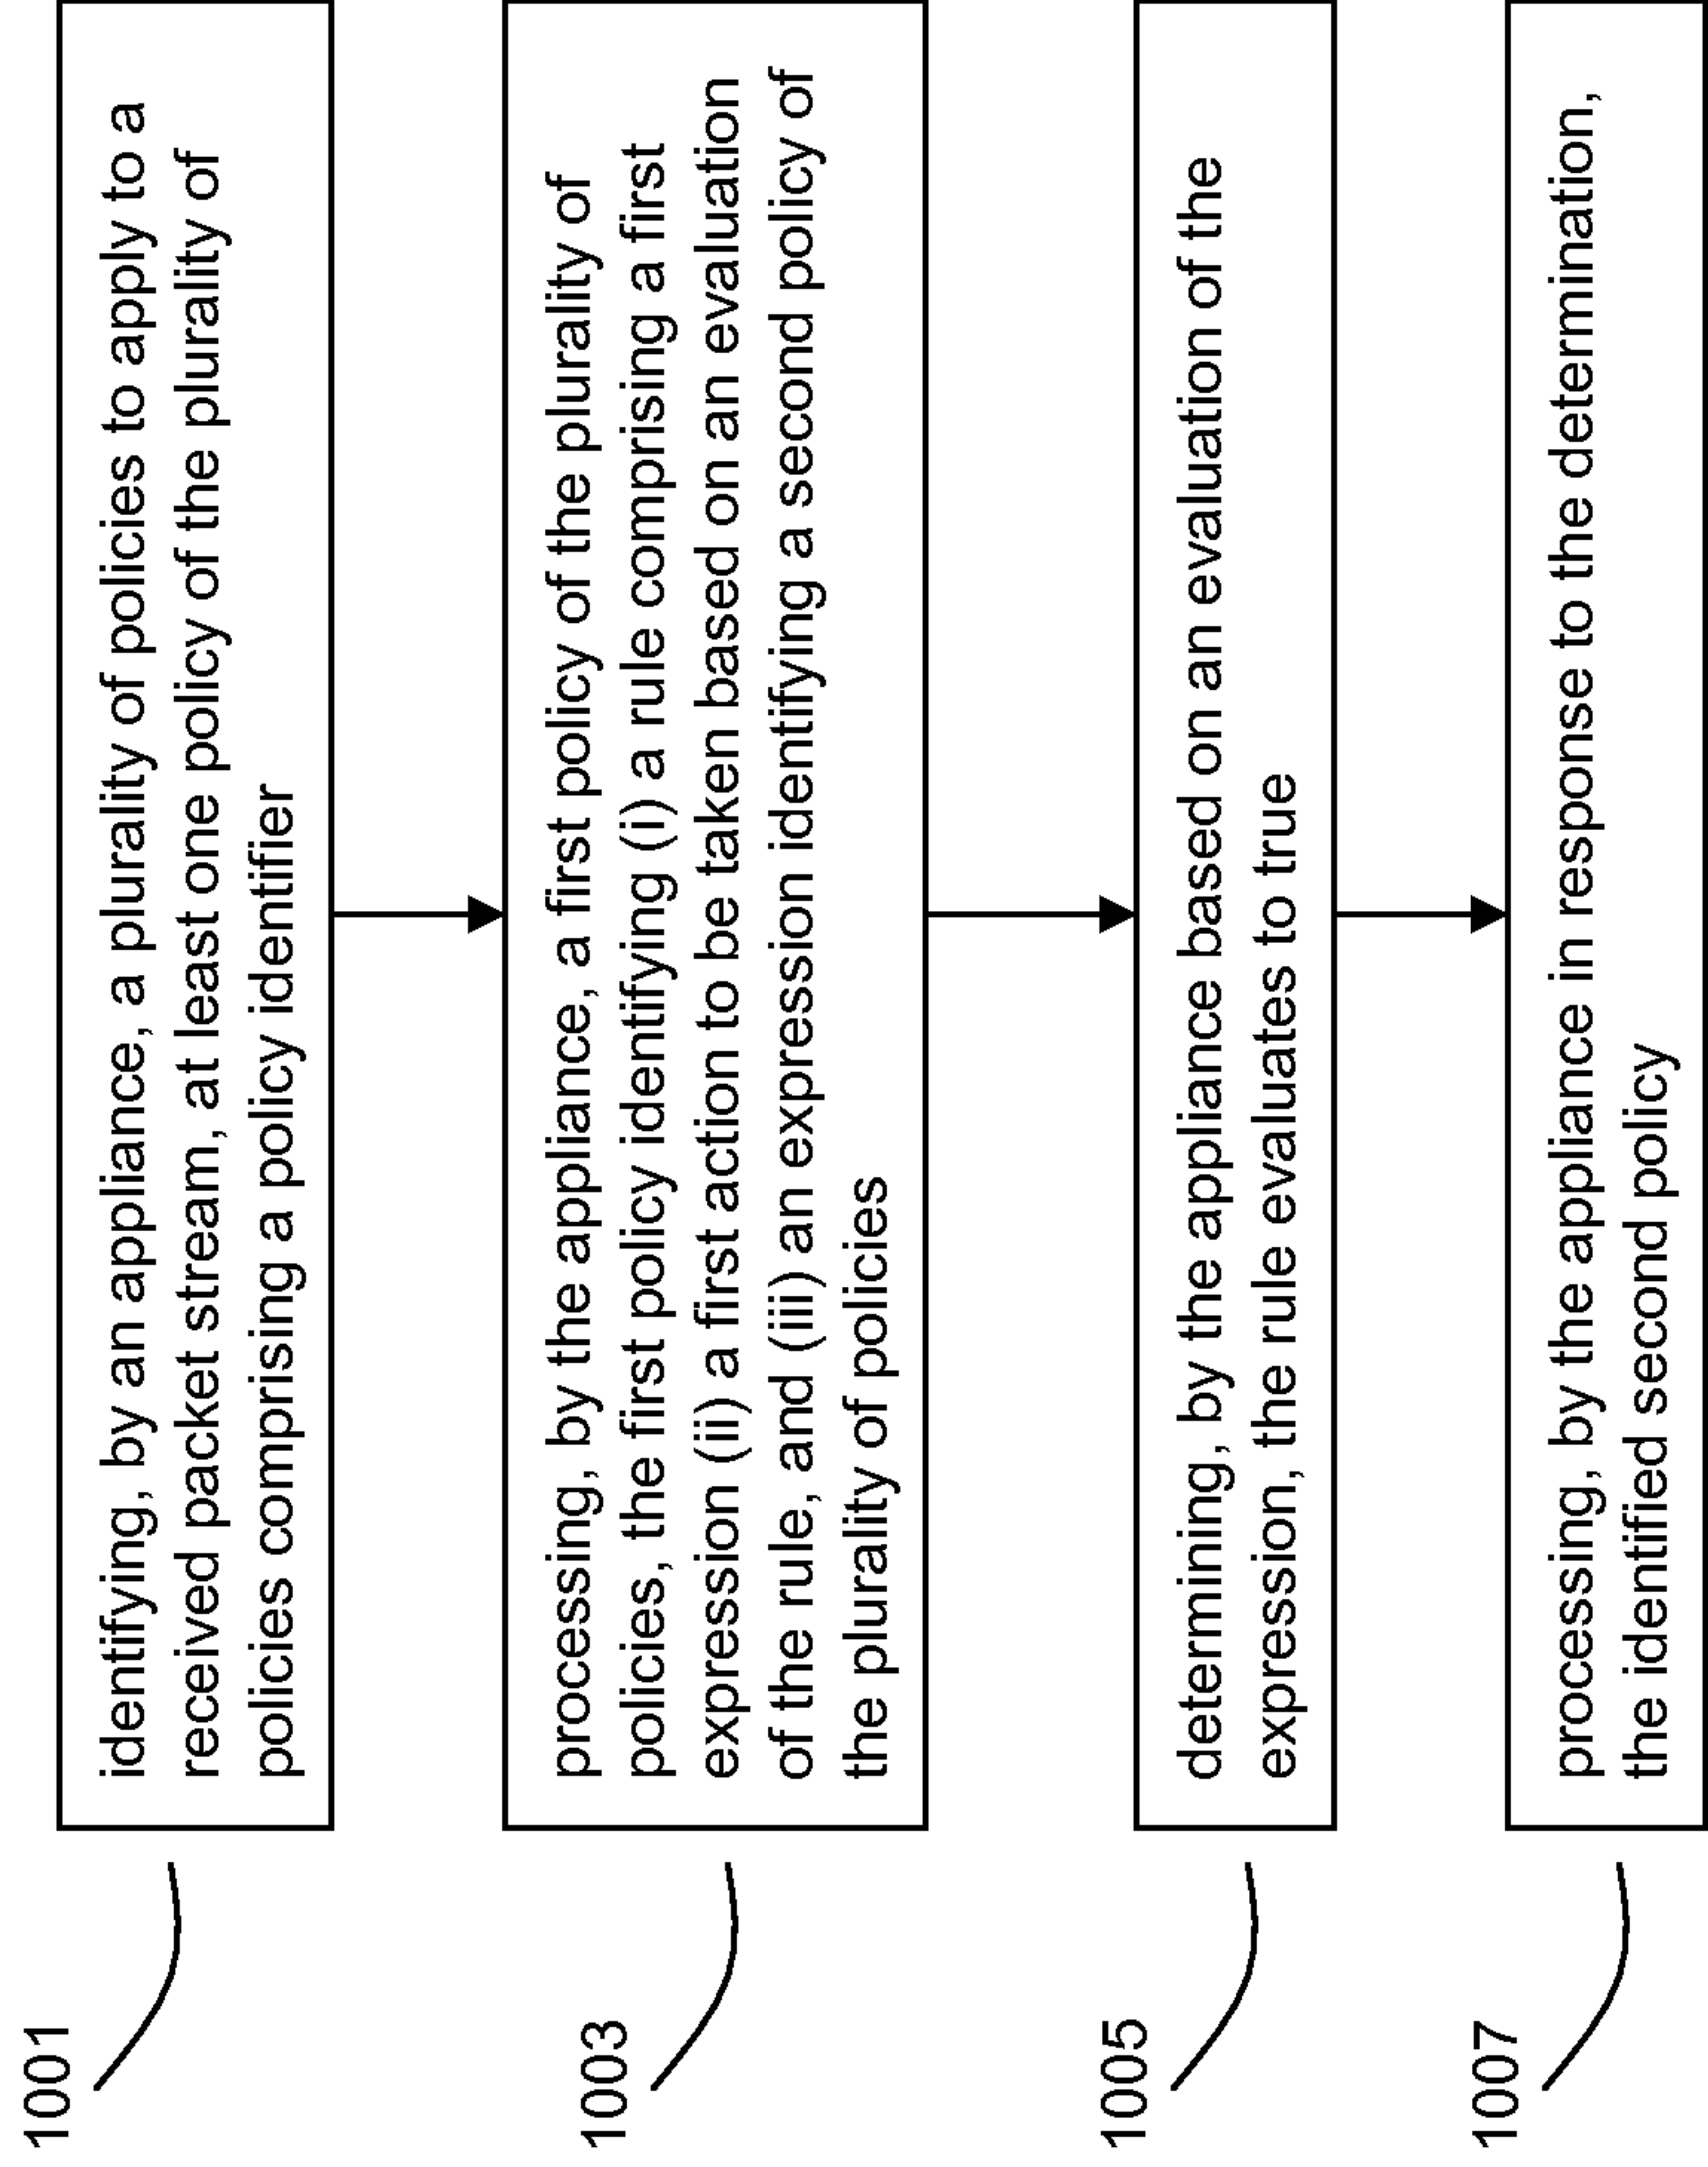 1001
identifying, by an appliance, a plurality of policies to apply to a
received packet stream, at least one policy of the plurality of
policies comprising a policy identifier
1003
processing, by the appliance, a first policy of the plurality of
policies, the first policy identifying (i) a rule comprising a first
expression (ii) a first action to be taken based on an evaluation
of the rule, and (iii) an expression identifying a second policy of
the plurality of policies
1005
determining, by the appliance based on an evaluation of the
expression, the rule evaluates to true
1007
processing, by the appliance in response to the determination,
the identified second policy